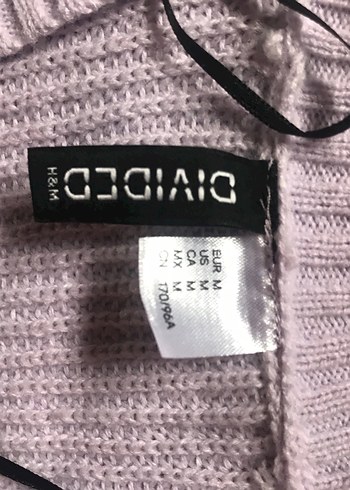 DIVIDED
H&M
EUR M
US M
CA M
MX M
CN 170/96A